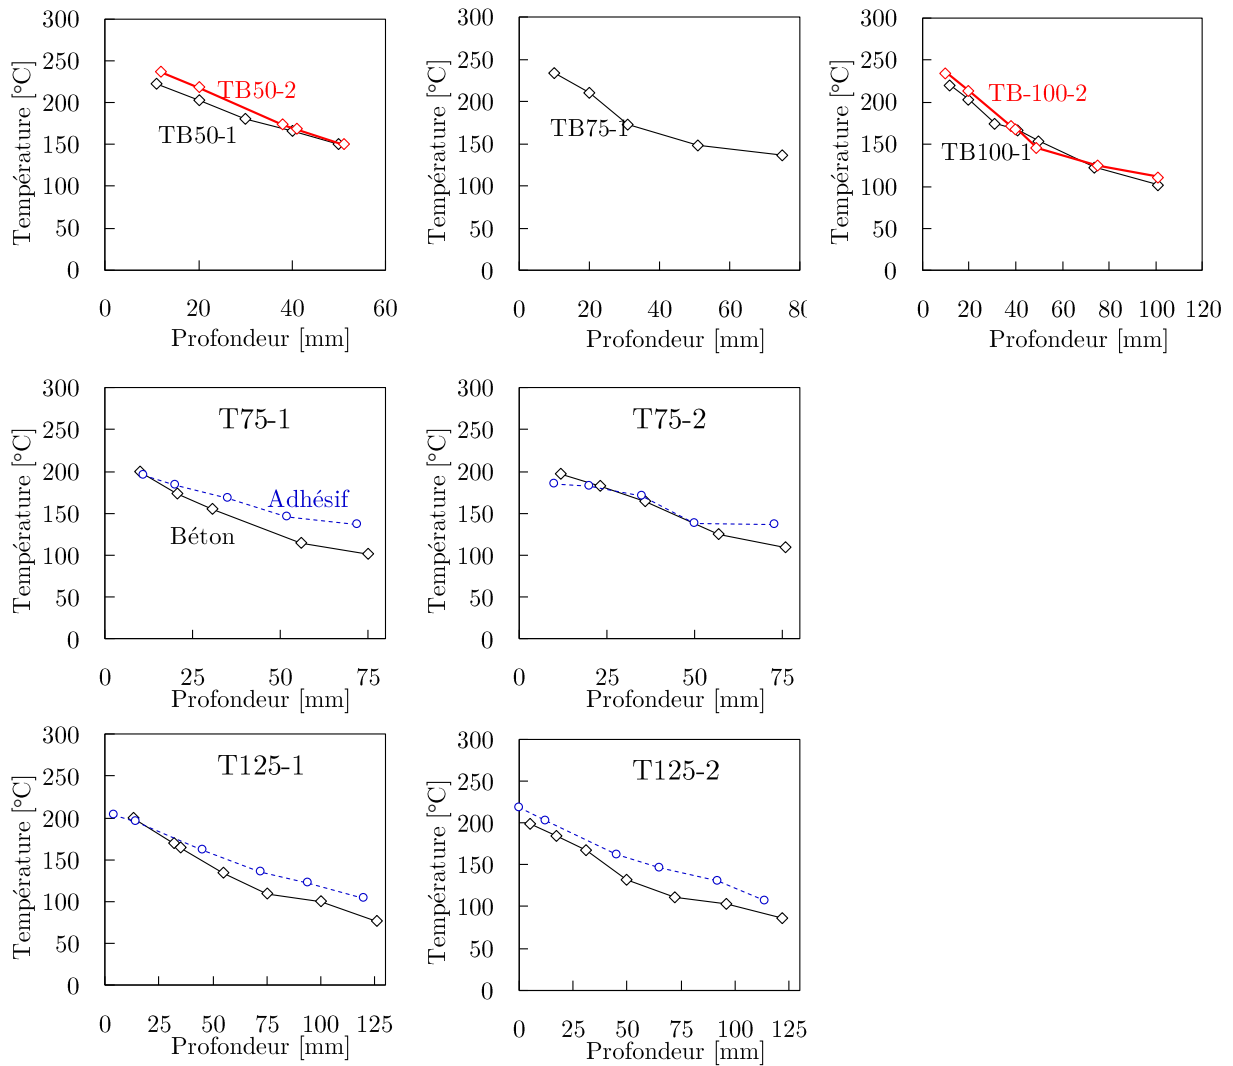 300
250
200
150
100
50
0
0 20 40 60
Température [°C]
Profondeur [mm]
TB50-2
TB50-1
300
250
200
150
100
50
0
0 20 40 60 80
Température [°C]
Profondeur [mm]
TB75-1
300
250
200
150
100
50
0
0 20 40 60 80 100 120
Température [°C]
Profondeur [mm]
TB-100-2
TB100-1
300
250
200
150
100
50
0
0 25 50 75
Température [°C]
Profondeur [mm]
T75-1
Adhésif
Béton
300
250
200
150
100
50
0
0 25 50 75
Température [°C]
Profondeur [mm]
T75-2
300
250
200
150
100
50
0
0 25 50 75 100 125
Température [°C]
Profondeur [mm]
T125-1
300
250
200
150
100
50
0
0 25 50 75 100 125
Température [°C]
Profondeur [mm]
T125-2